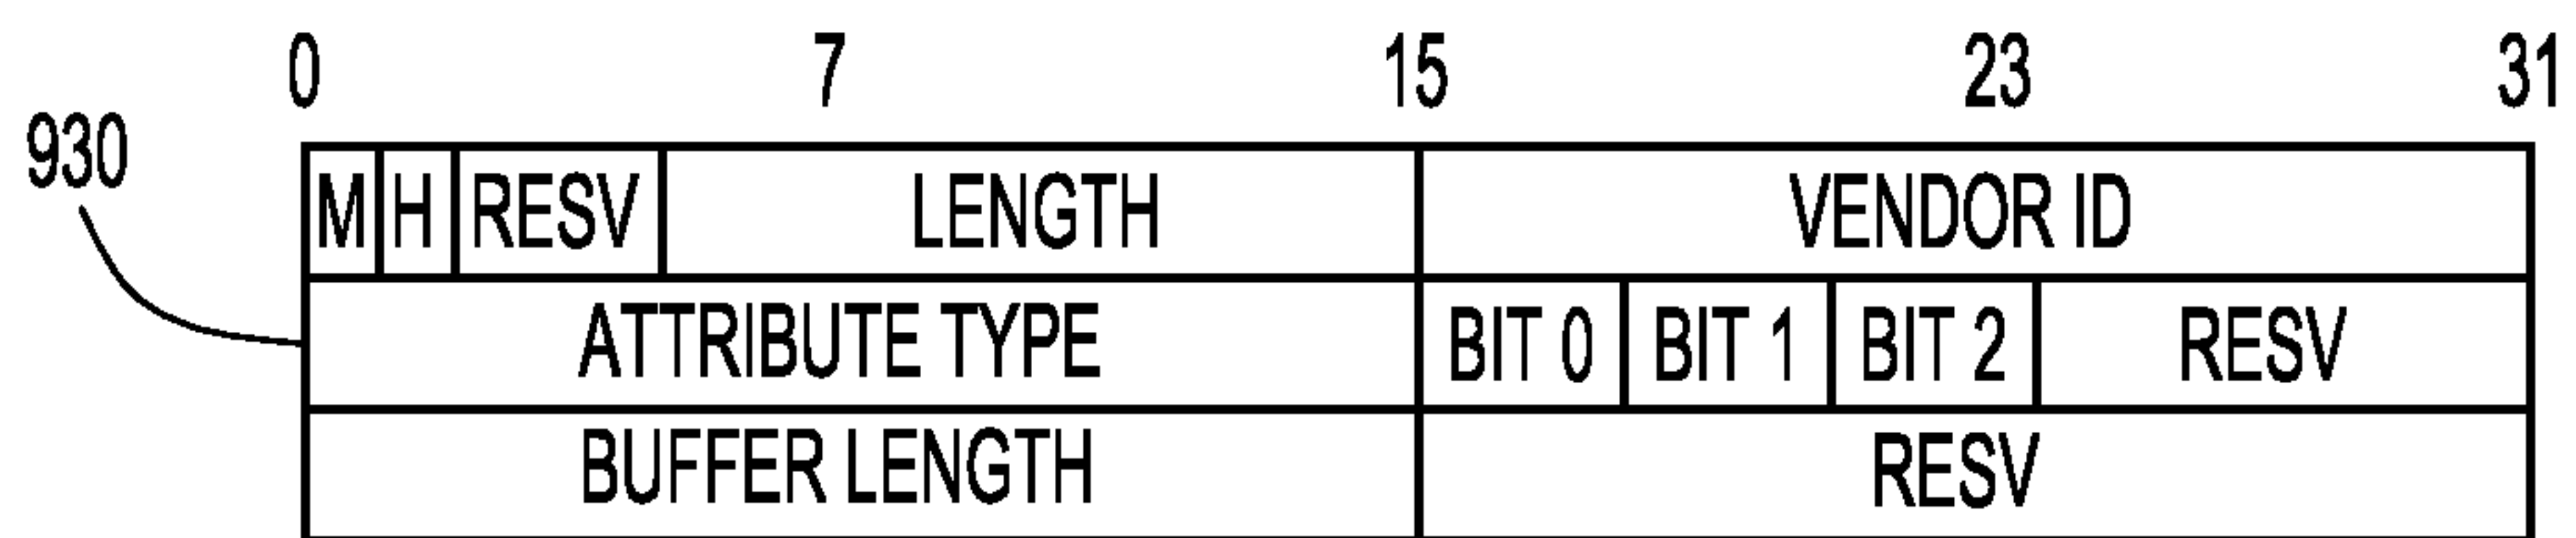 0 7 15 23 31
930
M H RESV LENGTH VENDOR ID
ATTRIBUTE TYPE BIT 0 BIT 1 BIT 2 RESV
BUFFER LENGTH RESV